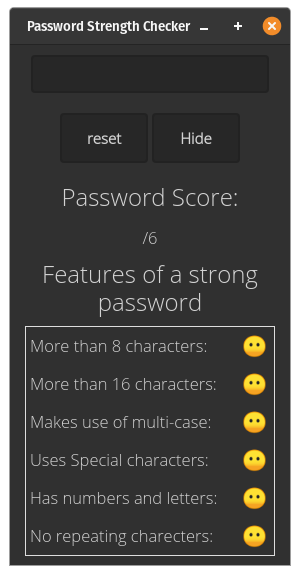 Password Strength Checker
reset Hide
Password Score:
/6
Features of a strong
password
More than 8 characters:
More than 16 characters:
Makes use of multi-case:
Uses Special characters:
Has numbers and letters:
No repeating charecters: